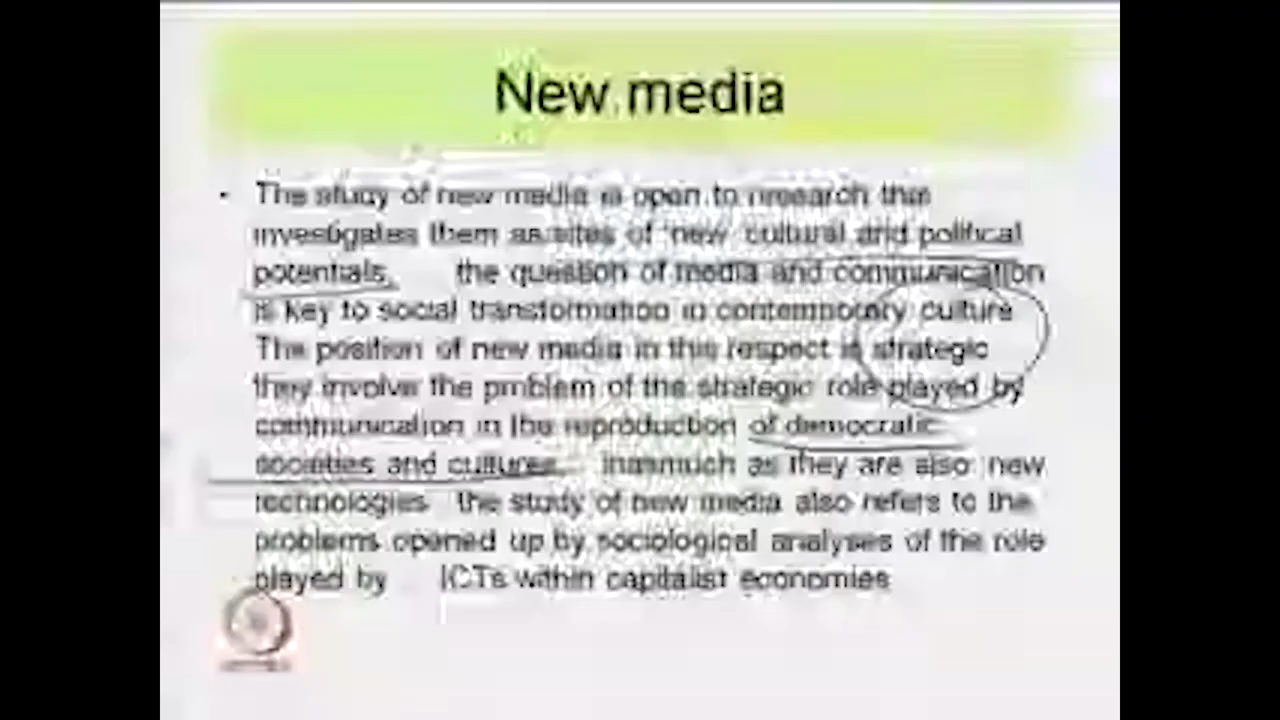 New media
• The study of new media is open to research that
investigates them as sites of 'new' cultural and political
potentials, the question of media and communication
is key to social transformation in contemporary culture
The position of new media in this respect is strategic
they involve the problem of the strategic role played by
communication in the reproduction of democratic
societies and cultures. Inasmuch as they are also new
technologies the study of new media also refers to the
problems opened up by sociological analyses of the role
played by ICTs within capitalist economies